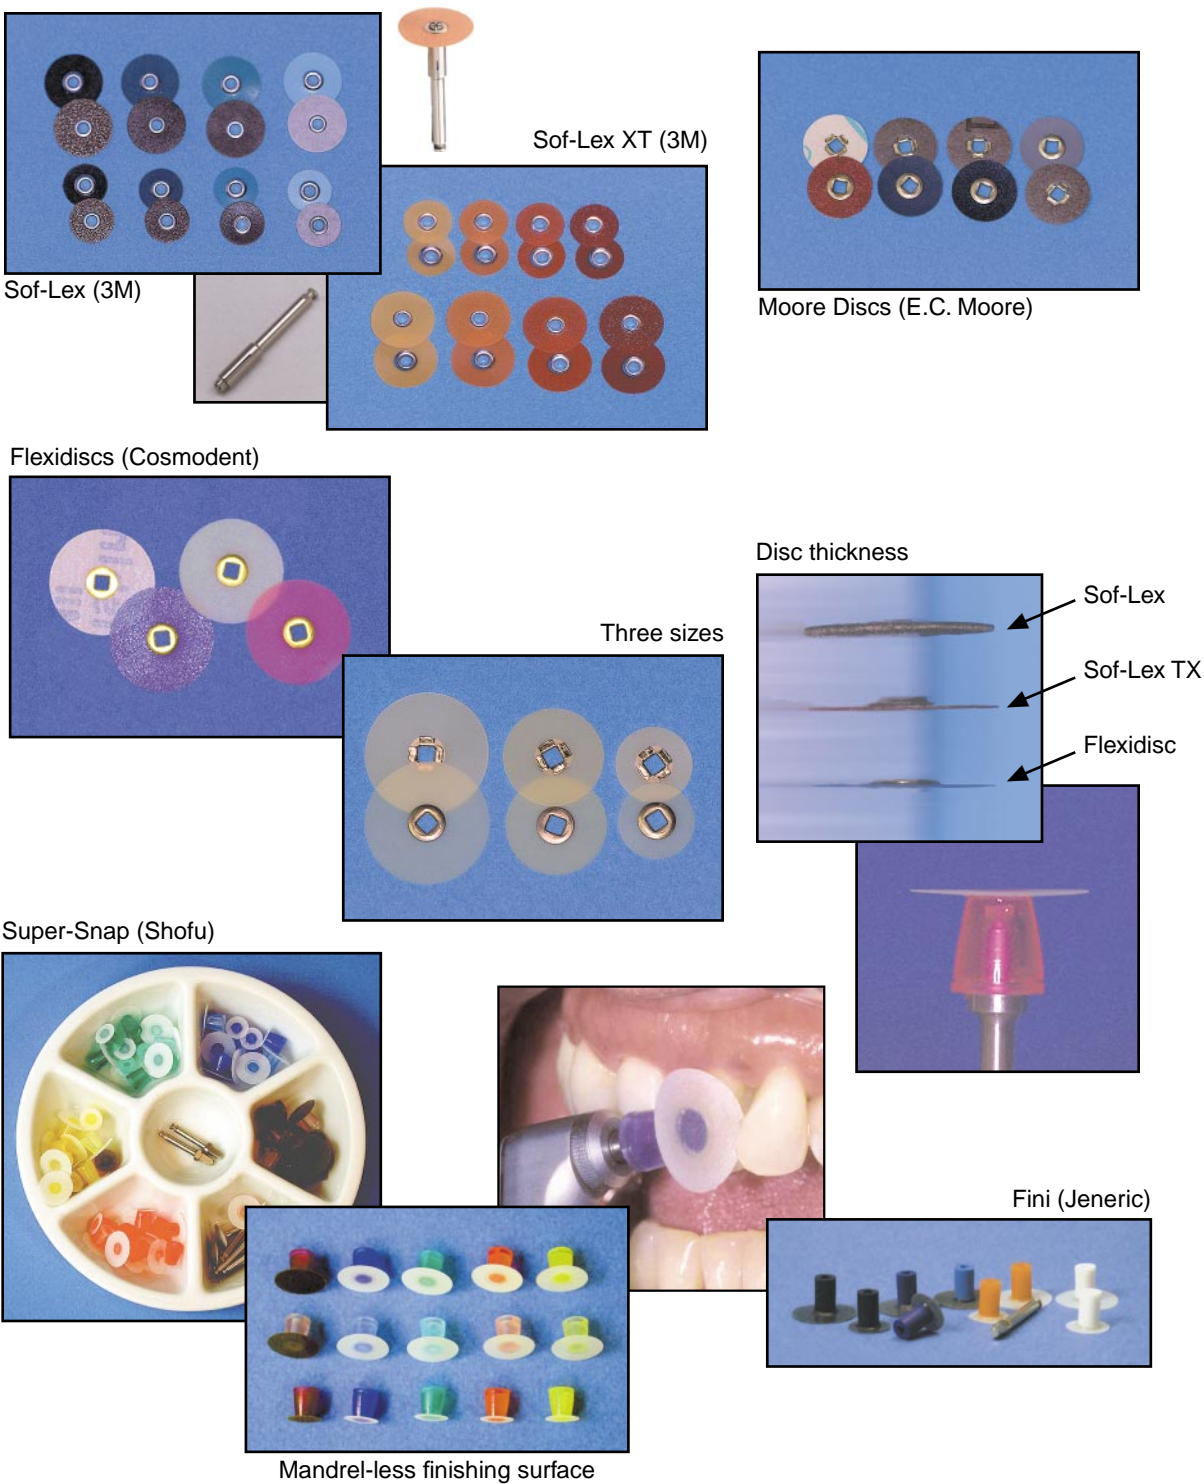 Sof-Lex XT (3M)
Sof-Lex (3M)
Moore Discs (E.C. Moore)
Flexidiscs (Cosmodent)
Disc thickness
Sof-Lex
Three sizes
Sof-Lex TX
Flexidisc
Super-Snap (Shofu)
Fini (Jeneric)
Mandrel-less finishing surface